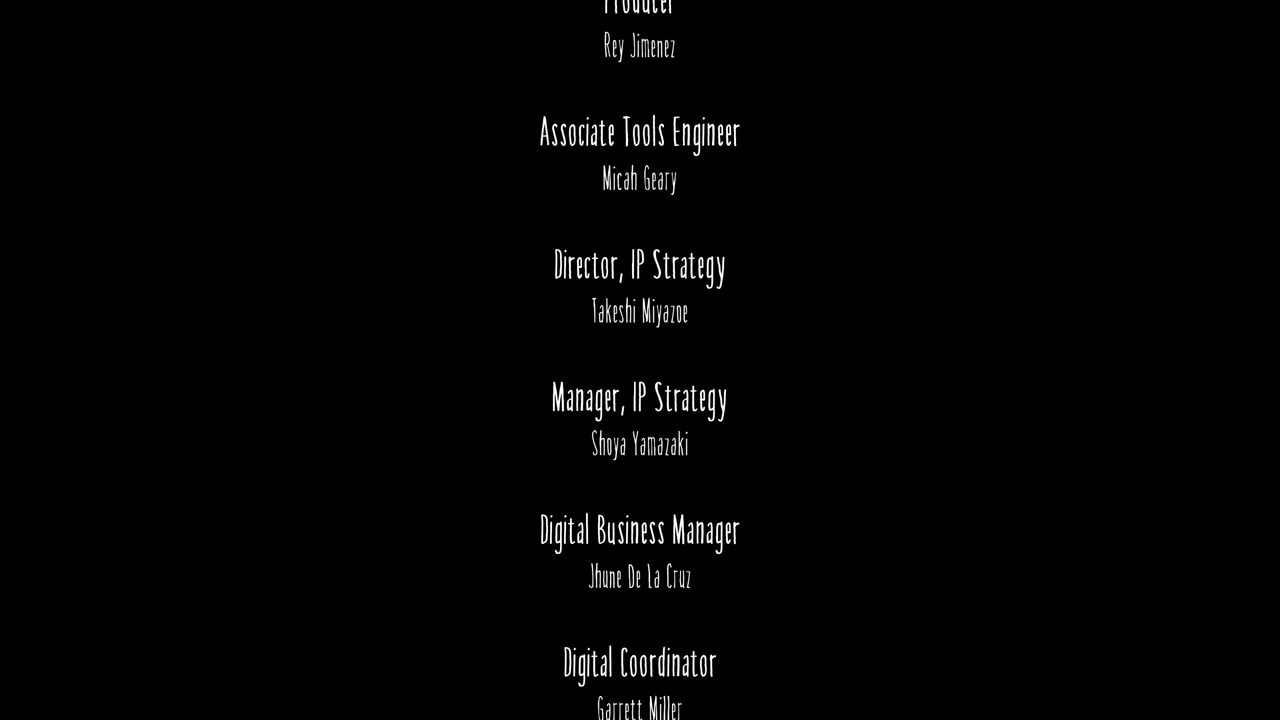 Producer
Rey Jimenez
Associate Tools Engineer
Micah Geary
Director, IP Strategy
Takeshi Miyazoe
Manager, IP Strategy
Shoya Yamazaki
Digital Business Manager
Jhune De La Cruz
Digital Coordinator
Garrett Miller